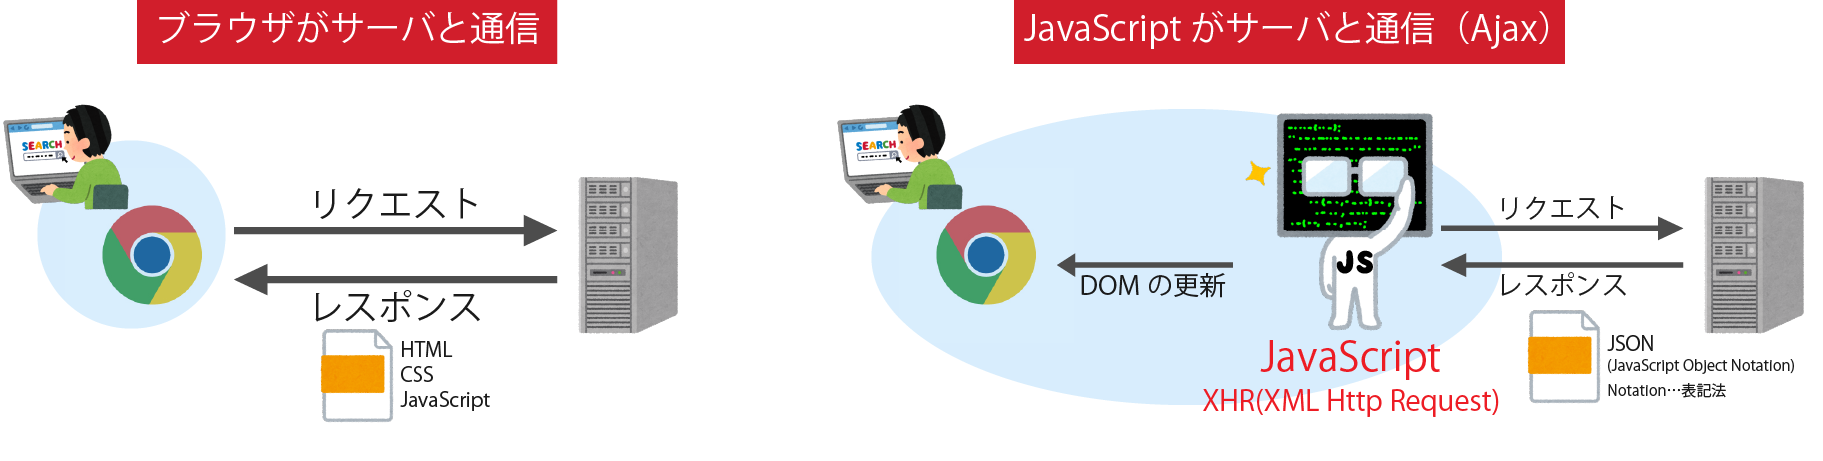 ブラウザがサーバと通信
SEARCH
リクエスト
レスポンス
HTML
CSS
JavaScript
JavaScript がサーバと通信（Ajax）
SEARCH
DOM の更新
JS
JavaScript
XHR(XML Http Request)
リクエスト
レスポンス
JSON
(JavaScript Object Notation)
Notation…表記法